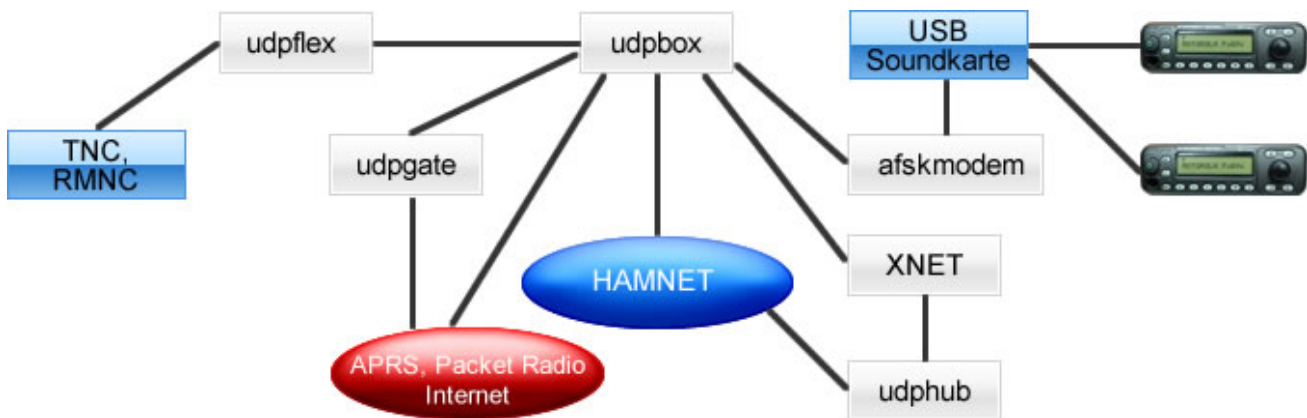 udpflex
udpbox
USB
Soundkarte
TNC,
RMNC
udpgate
afskmodem
HAMNET
XNET
APRS, Packet Radio
Internet
udphub